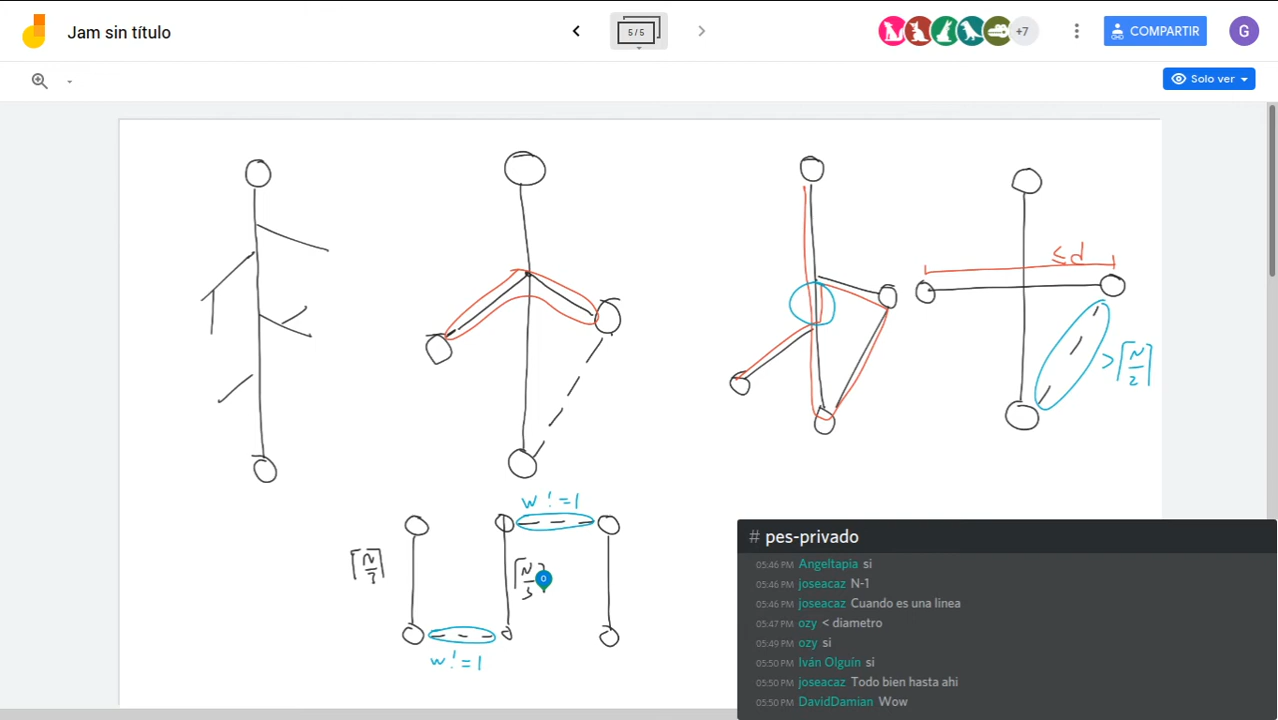 Jam sin título
5 / 5
+7
COMPARTIR
G
Solo ver
≤d
>⌈N/2⌉
w!=1
⌈N/3⌉
⌈N/3⌉
w!=1
# pes-privado
05:46 PM Angeltapia si
05:46 PM joseacaz N-1
05:46 PM joseacaz Cuando es una linea
05:47 PM ozy < diametro
05:49 PM ozy si
05:50 PM Iván Olguín si
05:50 PM joseacaz Todo bien hasta ahi
05:50 PM DavidDamian Wow